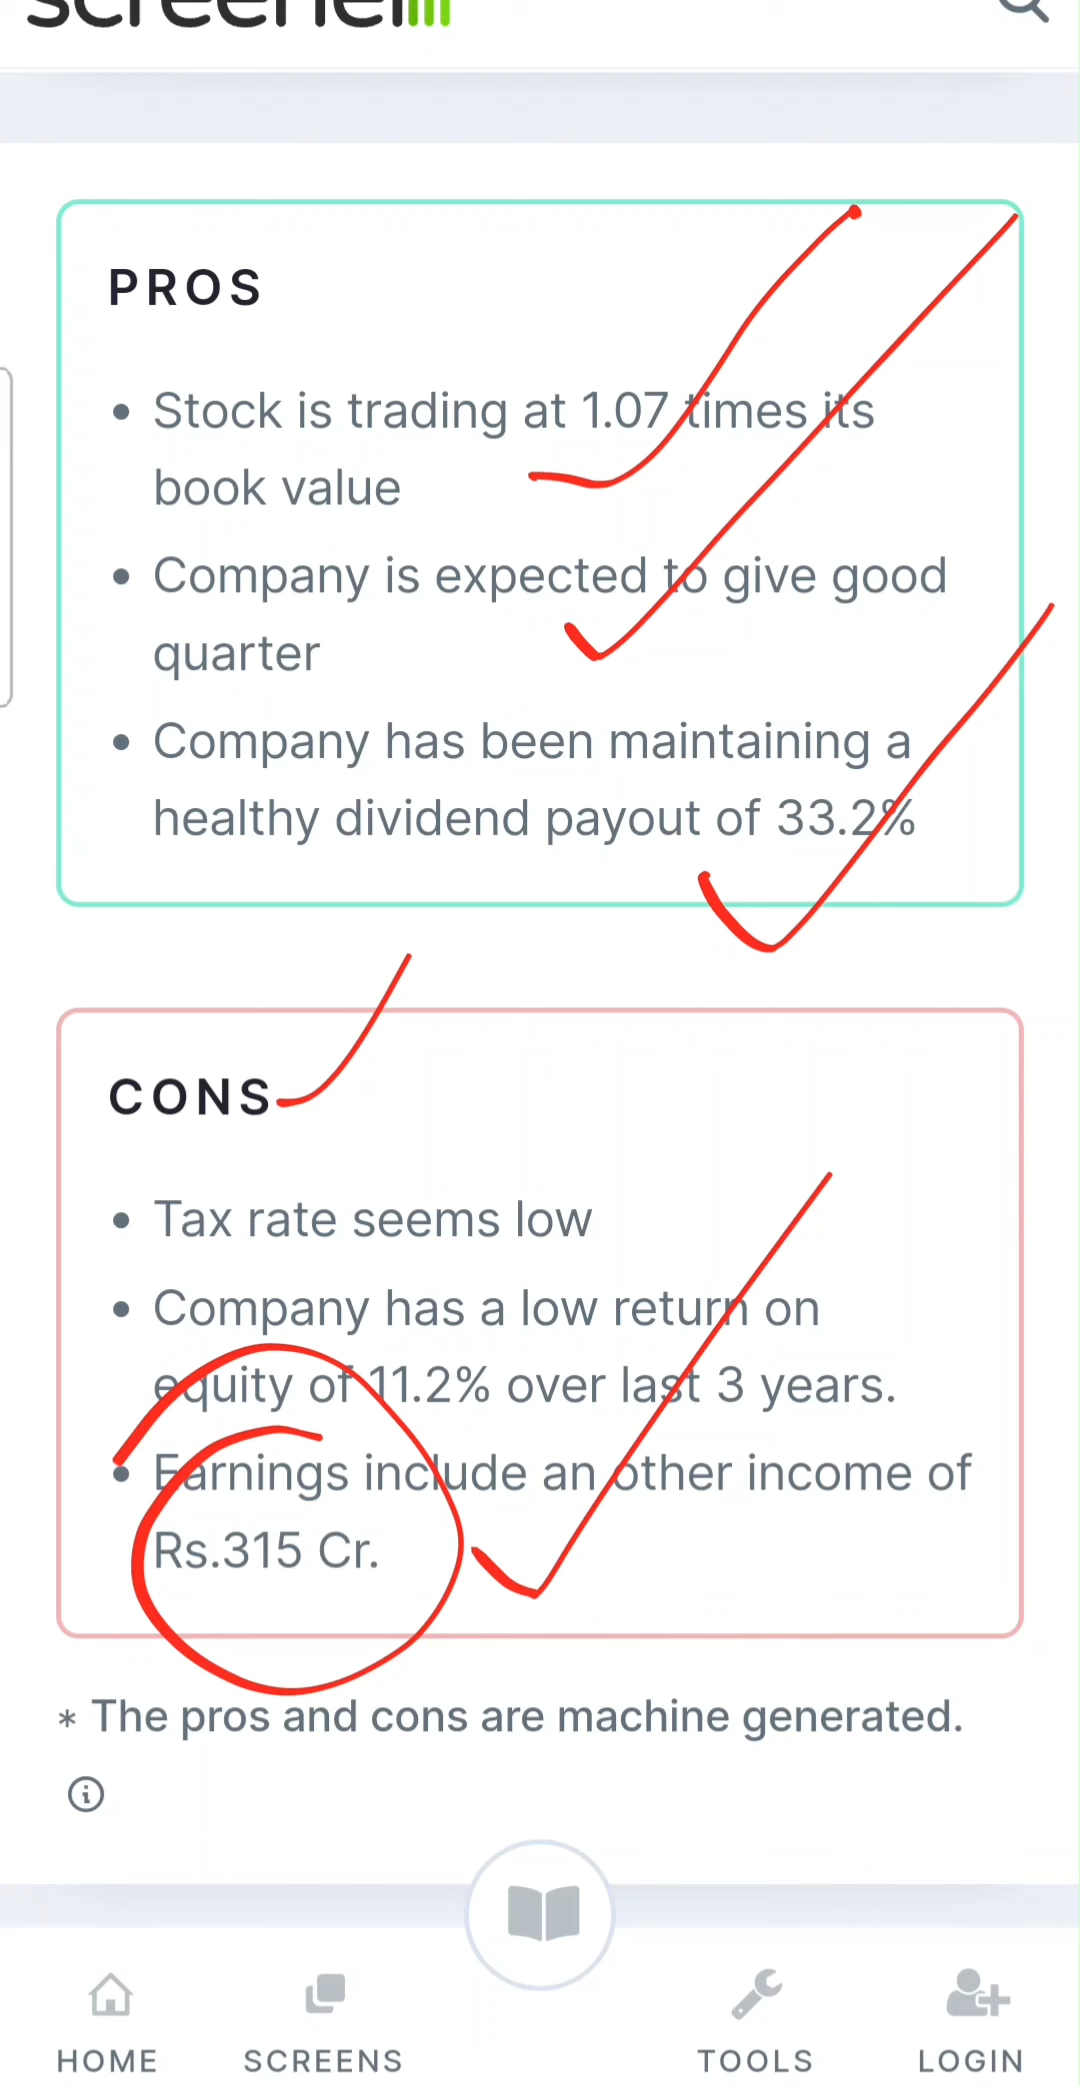 screener
PROS
• Stock is trading at 1.07 times its
book value
• Company is expected to give good
quarter
• Company has been maintaining a
healthy dividend payout of 33.2%
CONS
• Tax rate seems low
• Company has a low return on
equity of 11.2% over last 3 years.
• Earnings include an other income of
Rs.315 Cr.
* The pros and cons are machine generated.
HOME SCREENS TOOLS LOGIN